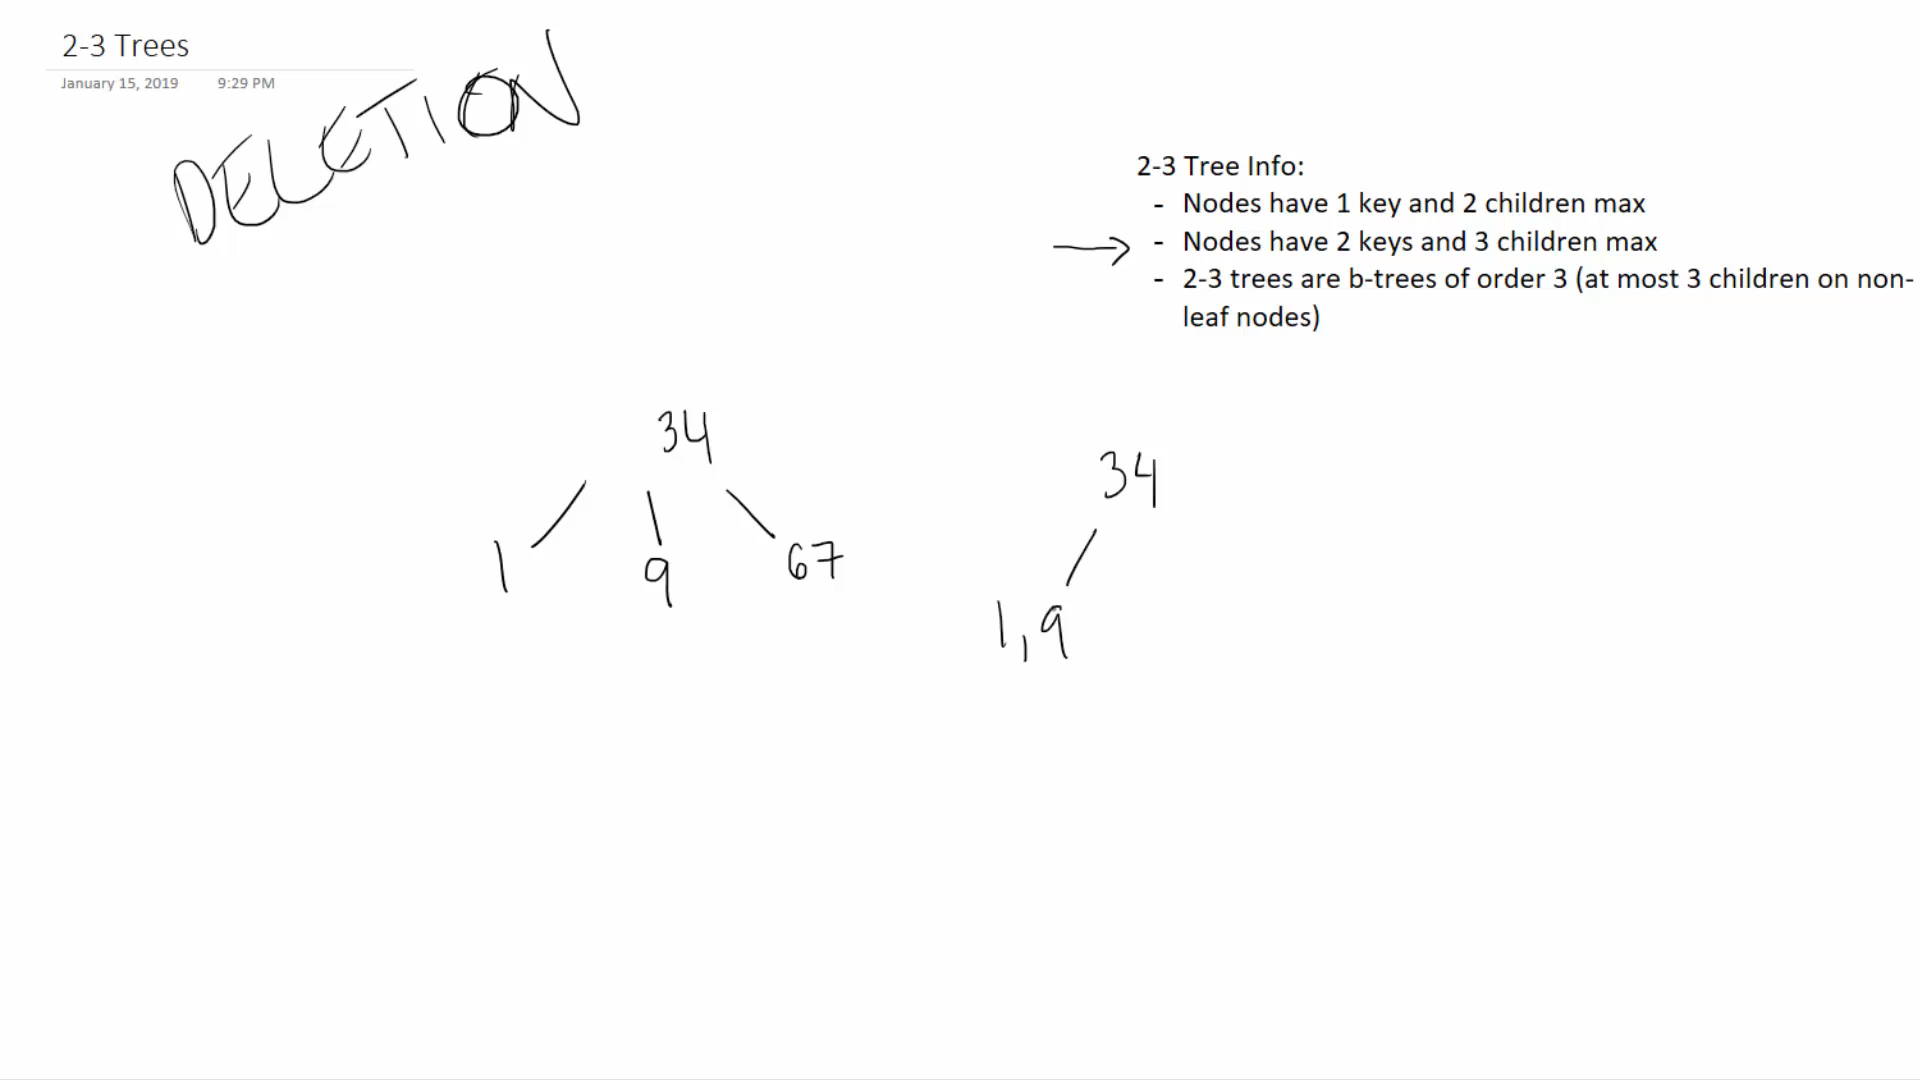 2-3 Trees
January 15, 2019 9:29 PM
DELETION
2-3 Tree Info:
- Nodes have 1 key and 2 children max
- Nodes have 2 keys and 3 children max
- 2-3 trees are b-trees of order 3 (at most 3 children on non-
leaf nodes)
34
1 9 67
34
1,9